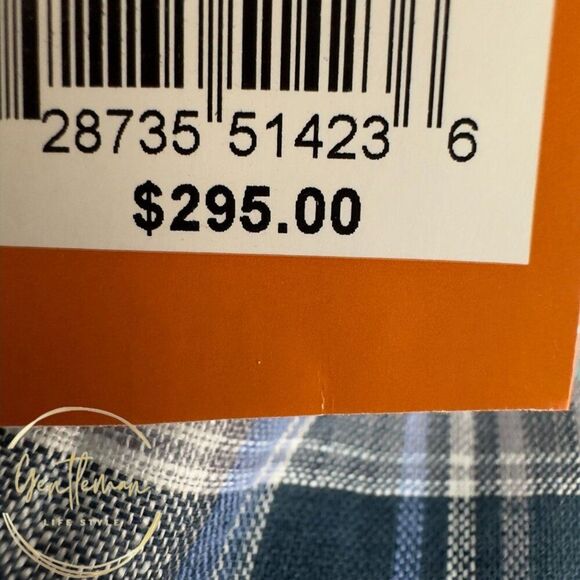 28735 51423 6
$295.00
Gentleman
LIFE STYLE